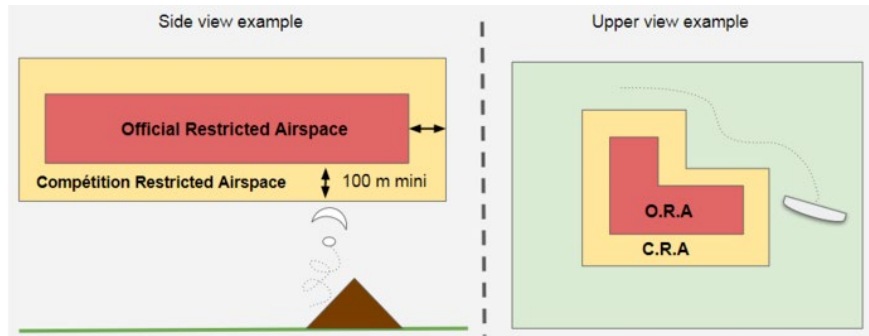 Side view example
Official Restricted Airspace
Compétition Restricted Airspace
100 m mini
Upper view example
O.R.A
C.R.A